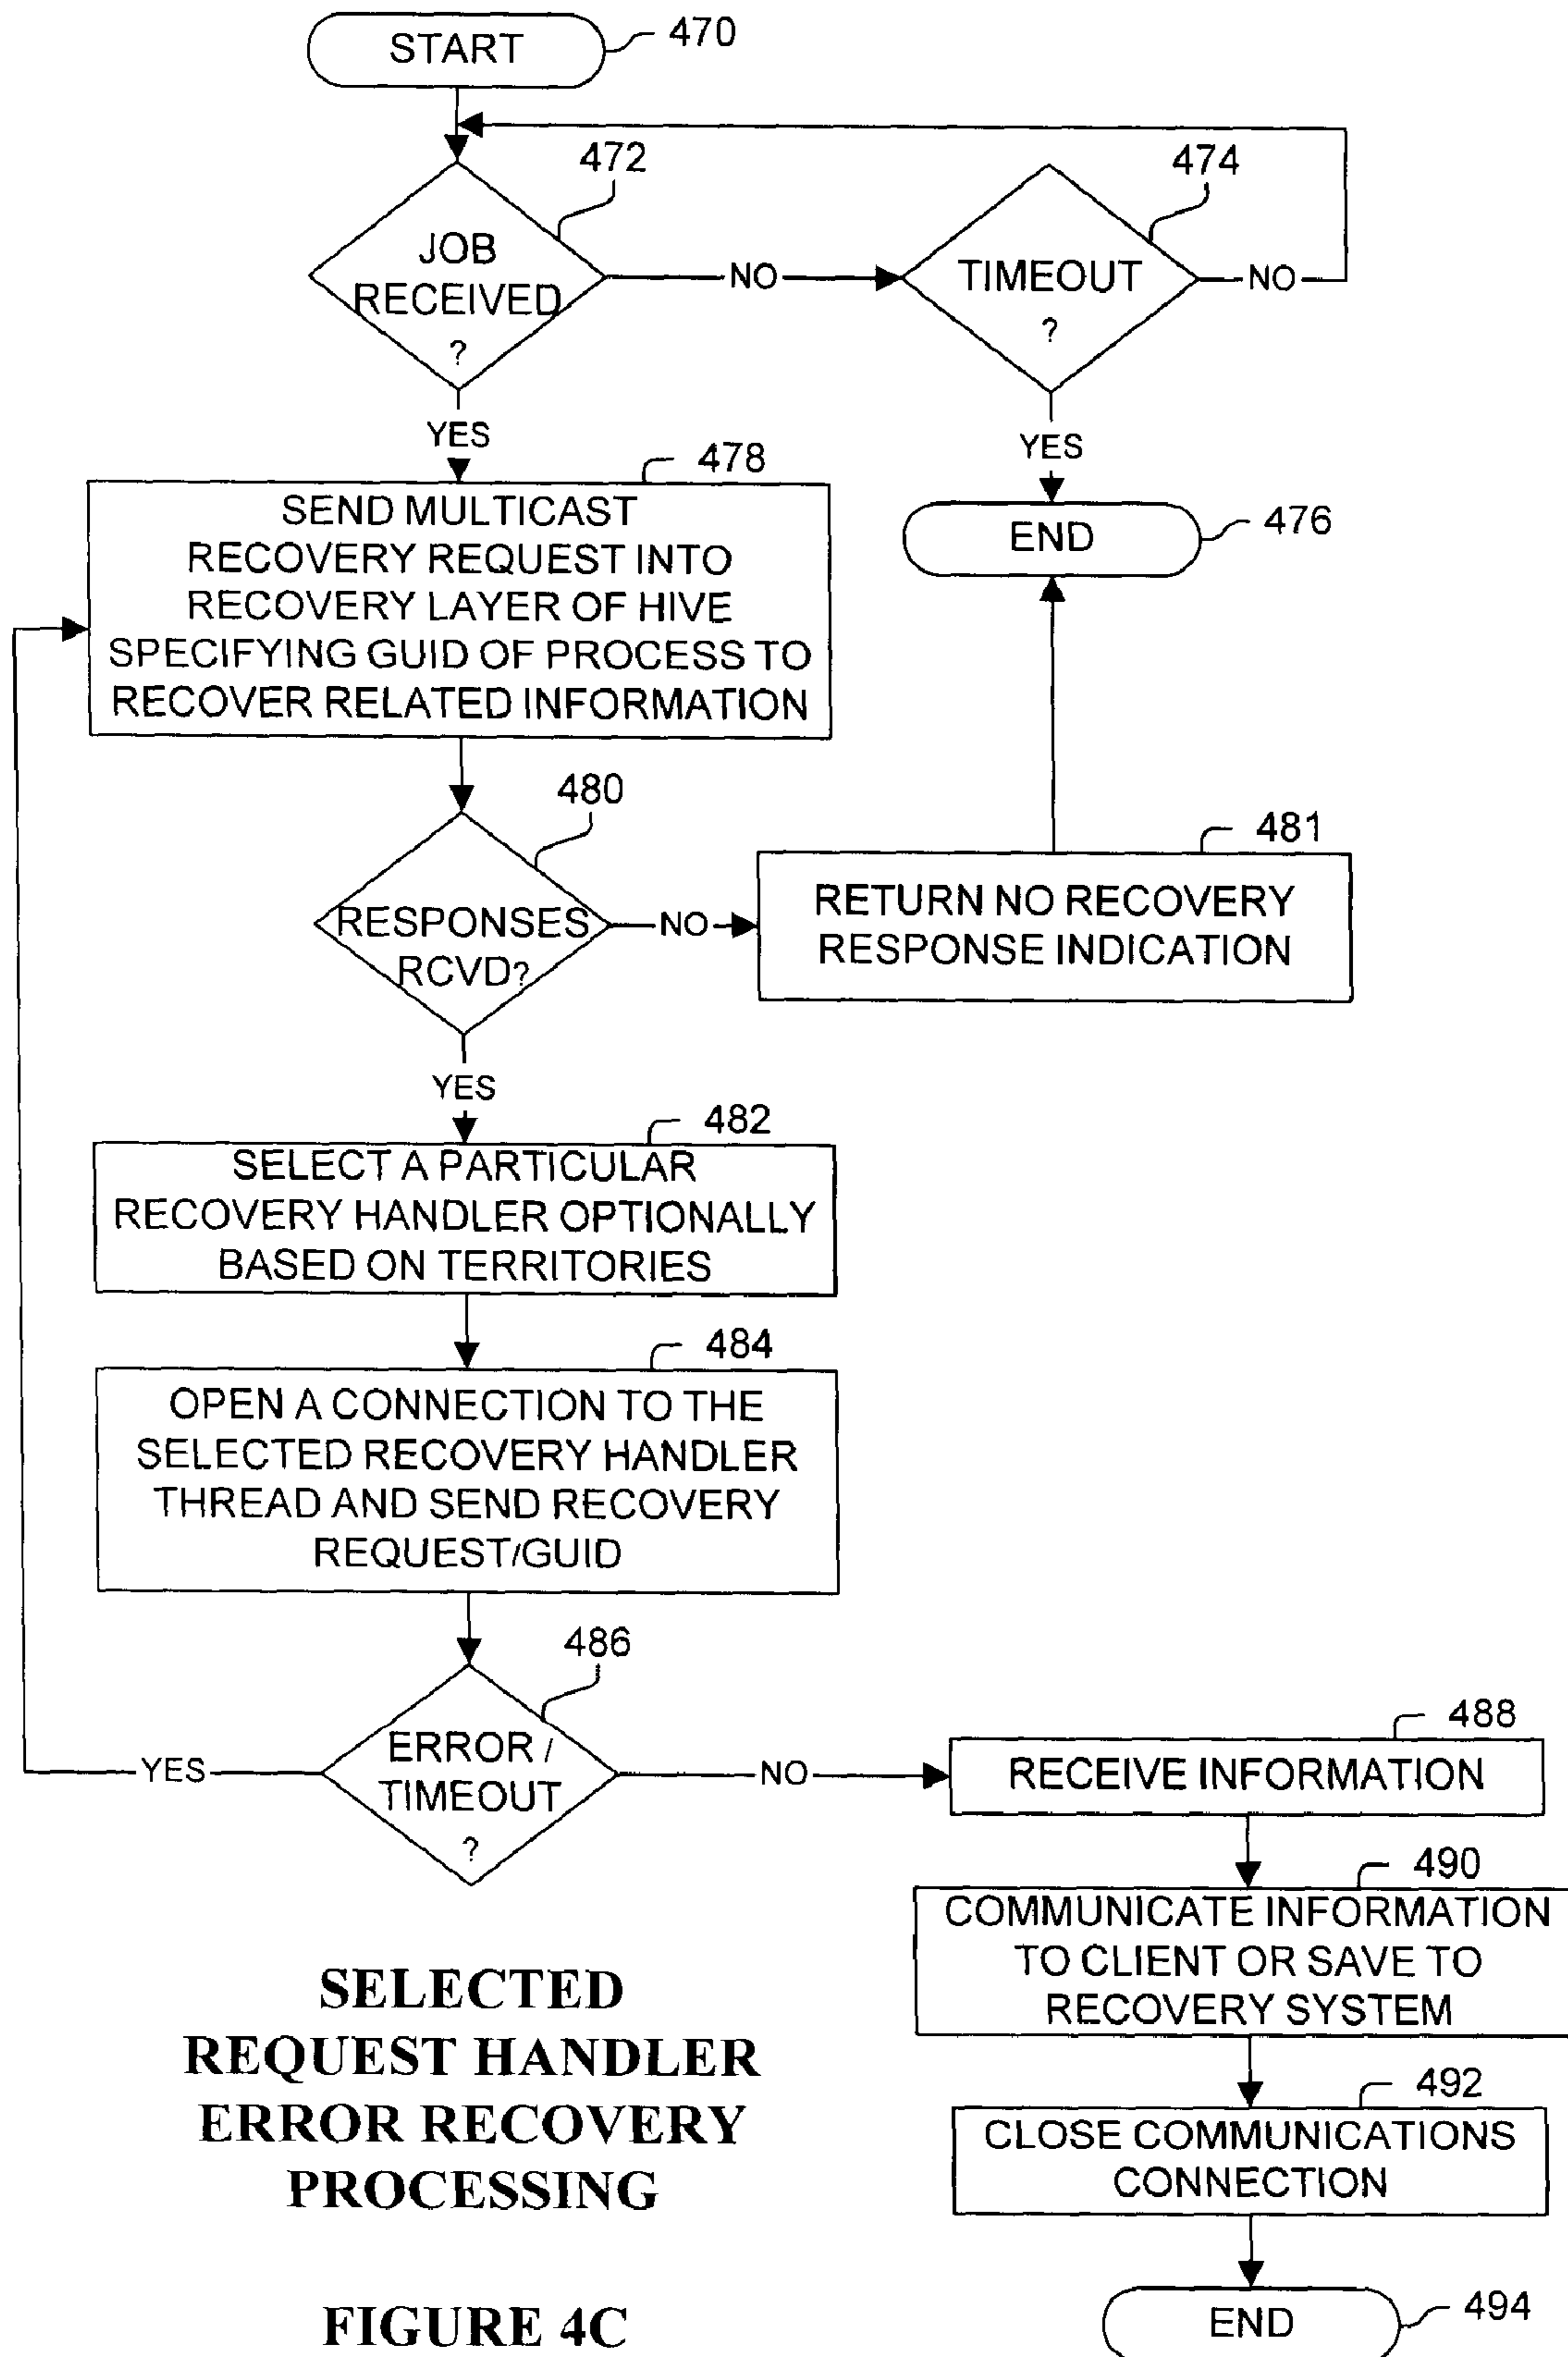 START
470
472
474
JOB
RECEIVED
?
NO
TIMEOUT
?
NO
YES
YES
478
476
END
SEND MULTICAST
RECOVERY REQUEST INTO
RECOVERY LAYER OF HIVE
SPECIFYING GUID OF PROCESS TO
RECOVER RELATED INFORMATION
480
481
RESPONSES
RCVD?
NO
RETURN NO RECOVERY
RESPONSE INDICATION
YES
482
SELECT A PARTICULAR
RECOVERY HANDLER OPTIONALLY
BASED ON TERRITORIES
484
OPEN A CONNECTION TO THE
SELECTED RECOVERY HANDLER
THREAD AND SEND RECOVERY
REQUEST/GUID
486
ERROR /
TIMEOUT
?
YES
NO
488
RECEIVE INFORMATION
490
COMMUNICATE INFORMATION
TO CLIENT OR SAVE TO
RECOVERY SYSTEM
492
CLOSE COMMUNICATIONS
CONNECTION
END
494
SELECTED
REQUEST HANDLER
ERROR RECOVERY
PROCESSING
FIGURE 4C